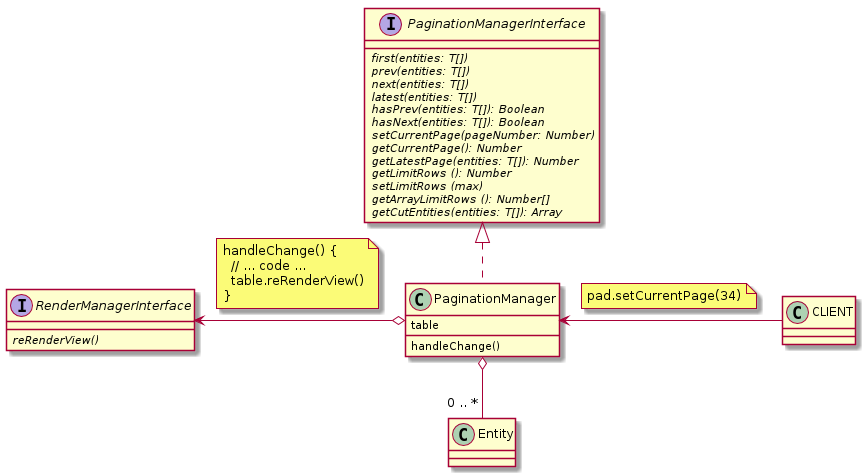 I PaginationManagerInterface
first(entities: T[])
prev(entities: T[])
next(entities: T[])
latest(entities: T[])
hasPrev(entities: T[]): Boolean
hasNext(entities: T[]): Boolean
setCurrentPage(pageNumber: Number)
getCurrentPage(): Number
getLatestPage(entities: T[]): Number
getLimitRows (): Number
setLimitRows (max)
getArrayLimitRows (): Number[]
getCutEntities(entities: T[]): Array
handleChange() {
// ... code ...
table.reRenderView()
}
I RenderManagerInterface
reRenderView()
C PaginationManager
table
handleChange()
pad.setCurrentPage(34)
C CLIENT
0 .. *
C Entity